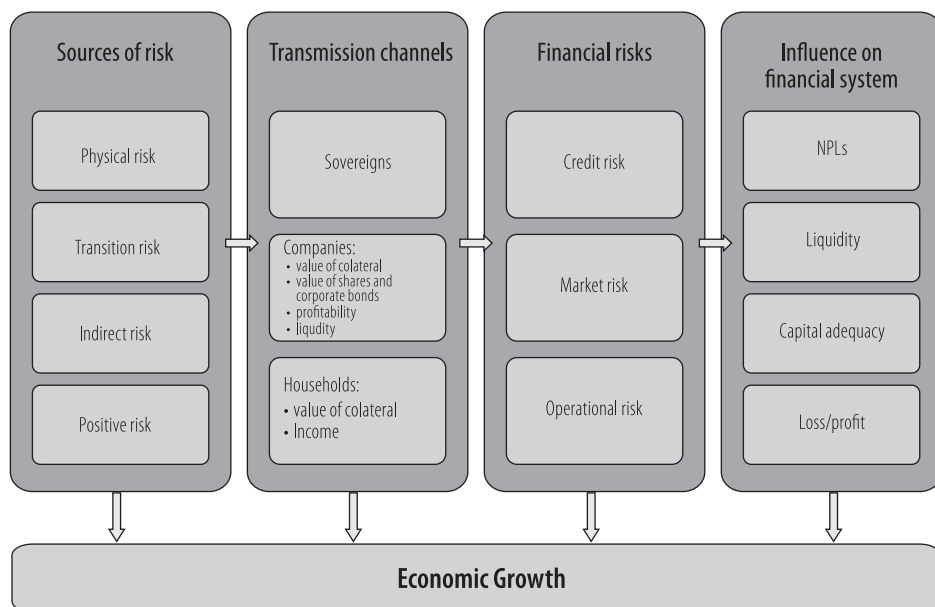 Sources of risk
Physical risk
Transition risk
Indirect risk
Positive risk
Transmission channels
Sovereigns
Companies:
• value of colateral
• value of shares and
corporate bonds
• profitability
• liqudity
Households:
• value of colateral
• Income
Financial risks
Credit risk
Market risk
Operational risk
Influence on
financial system
NPLs
Liquidity
Capital adequacy
Loss/profit
Economic Growth